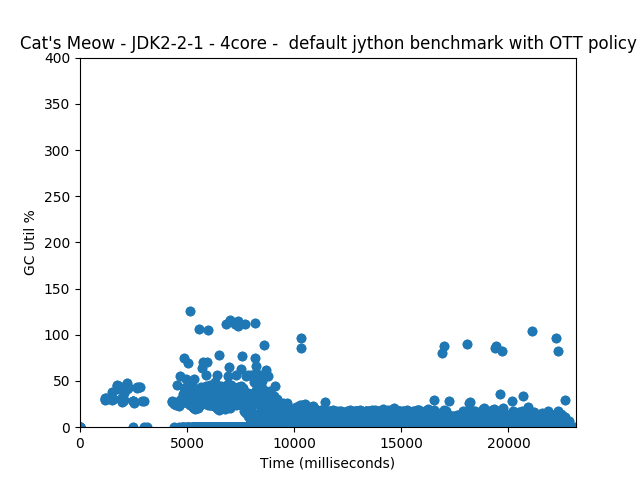 Cat's Meow - JDK2-2-1 - 4core -  default jython benchmark with OTT policy
400
350
300
250
200
150
100
50
0
GC Util %
0 5000 10000 15000 20000
Time (milliseconds)